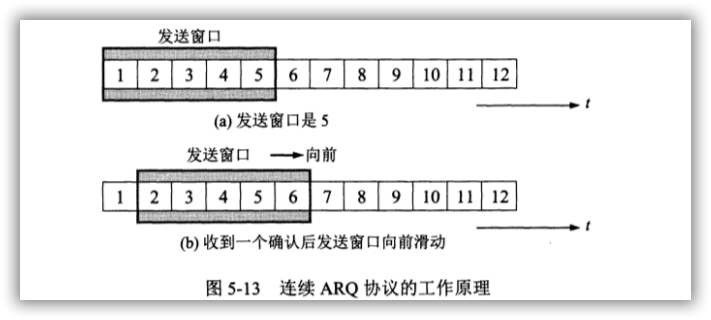 发送窗口
1 2 3 4 5 6 7 8 9 10 11 12
t
(a) 发送窗口是 5
发送窗口 向前
1 2 3 4 5 6 7 8 9 10 11 12
t
(b) 收到一个确认后发送窗口向前滑动
图 5-13 连续 ARQ 协议的工作原理